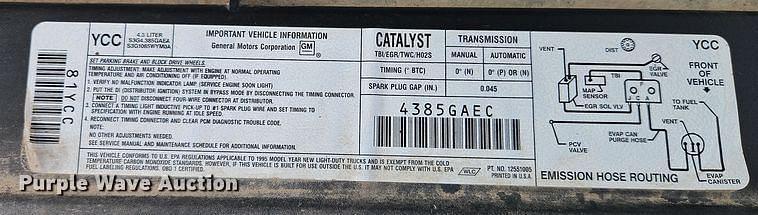 YCC
4.3 LITER
S3G4.385GAEA
S3G1085WYM0A
IMPORTANT VEHICLE INFORMATION
General Motors Corporation GM
SET PARKING BRAKE AND BLOCK DRIVE WHEELS.
TIMING ADJUSTMENT: MAKE ADJUSTMENT WITH ENGINE AT NORMAL OPERATING
TEMPERATURE AND AIR CONDITIONING OFF (IF EQUIPPED).
1. VERIFY NO MALFUNCTION INDICATOR LAMP (SERVICE ENGINE SOON LIGHT)
2. PUT THE DI (DISTRIBUTOR IGNITION) SYSTEM IN BYPASS MODE BY DISCONNECTING THE TIMING CONNECTOR.
NOTE DO NOT DISCONNECT FOUR-WIRE CONNECTOR AT DISTRIBUTOR.
3. CONNECT A TIMING LIGHT INDUCTIVE PICK-UP TO #1 SPARK PLUG WIRE AND SET TIMING TO
SPECIFICATION WITH ENGINE RUNNING AT IDLE SPEED.
4. RECONNECT TIMING CONNECTOR AND CLEAR PCM DIAGNOSTIC TROUBLE CODE.
NOTE:
NO OTHER ADJUSTMENTS NEEDED.
SEE SERVICE MANUAL AND MAINTENANCE SCHEDULE FOR ADDITIONAL INFORMATION.
THIS VEHICLE CONFORMS TO U.S. EPA REGULATIONS APPLICABLE TO 1995 MODEL YEAR NEW LIGHT-DUTY TRUCKS AND IS EXEMPT FROM THE COLD
TEMPERATURE CARBON MONOXIDE STANDARDS. HOWEVER, IF THIS VEHICLE IS BUILT FOR USE OUTSIDE U.S. EPA
FUEL REGULATIONS. OBD 1 CERTIFIED.
WLC
PT. NO. 12551005
PRINTED IN U.S.A.
81YCC
CATALYST
TBI/EGR/TWC/HO2S
TRANSMISSION
MANUAL
AUTOMATIC
TIMING (° BTC)
0° (N)
0° (P) OR (N)
SPARK PLUG GAP (IN.)
0.045
4385GAEC
VENT
DIST
EGR
VALVE
TBI
MAP
SENSOR
EGR SOL VLV
U C A
YCC
FRONT OF
VEHICLE
TO FUEL
TANK
VENT
PCV
VALVE
EVAP CAN
PURGE HOSE
EVAP
CANISTER
EMISSION HOSE ROUTING
Purple Wave Auction